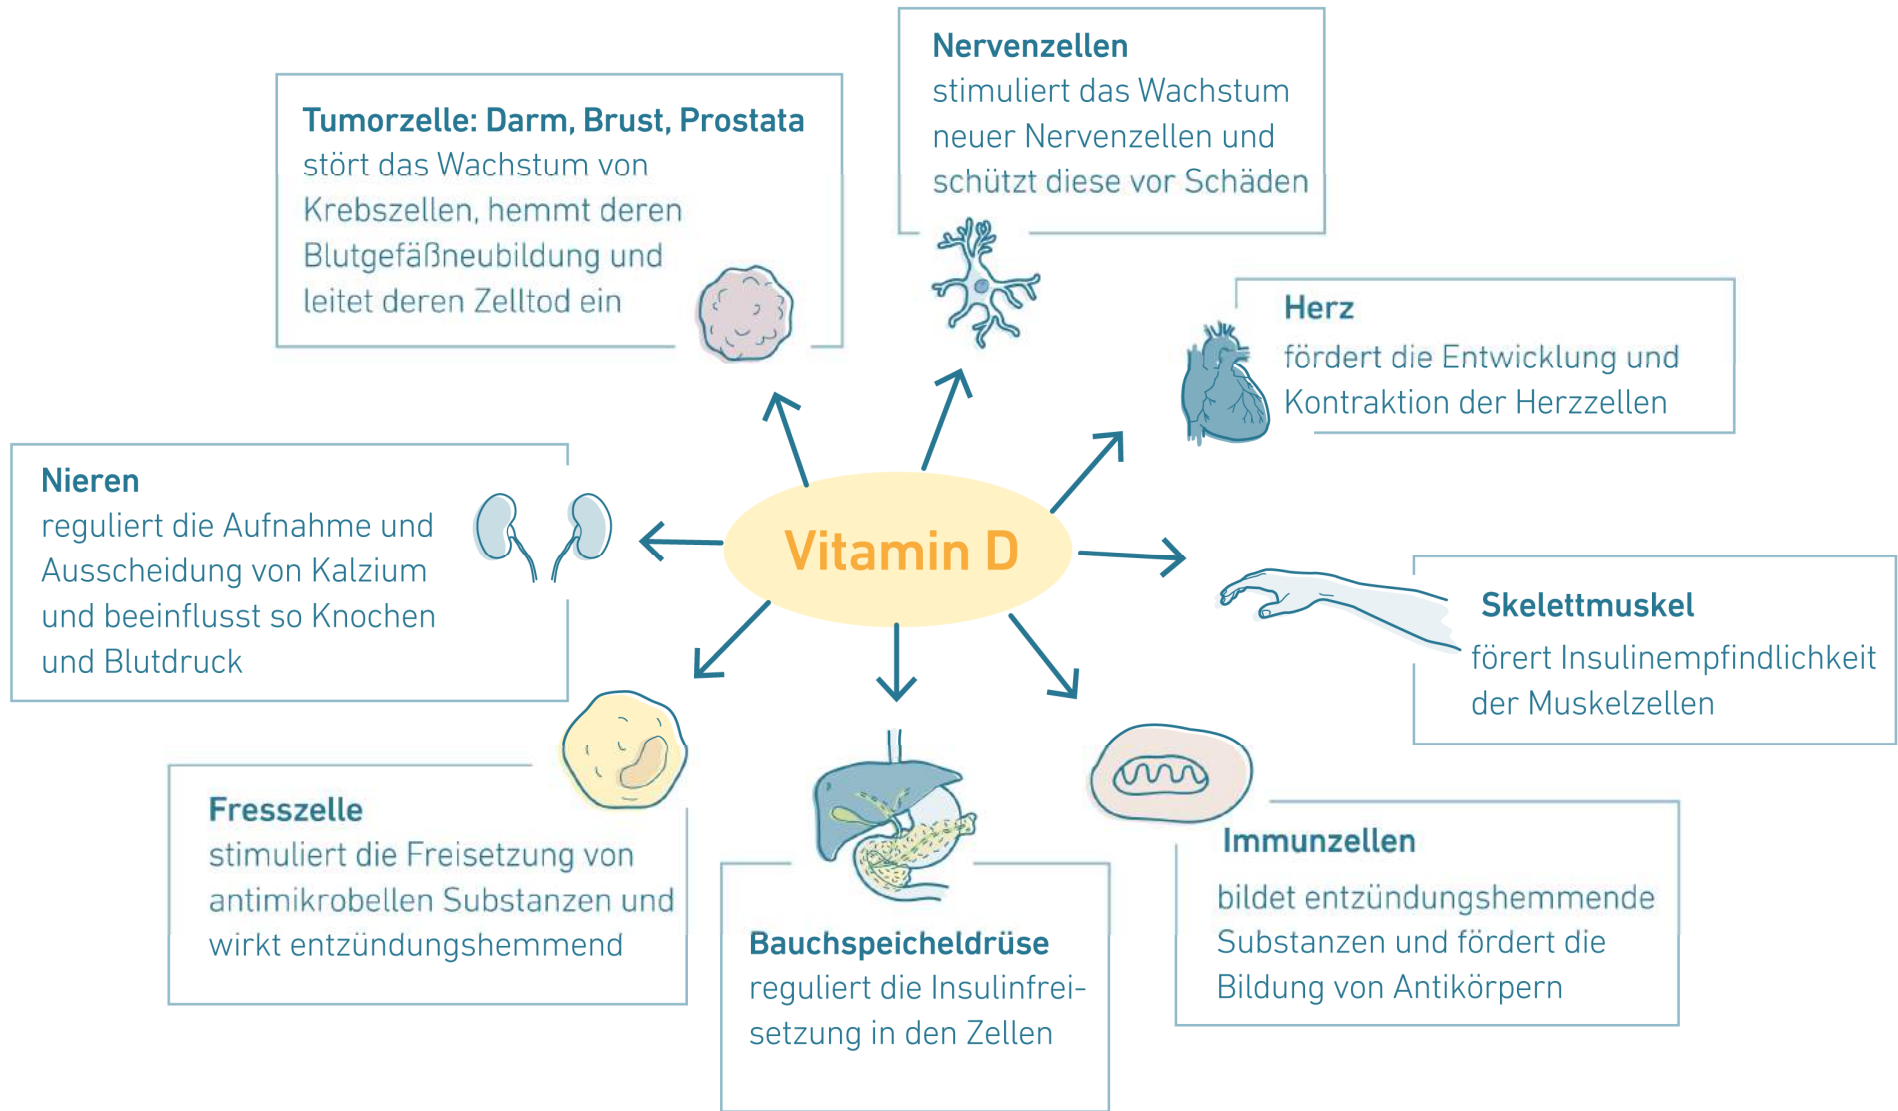 Nervenzellen
stimuliert das Wachstum
neuer Nervenzellen und
schützt diese vor Schäden
Tumorzelle: Darm, Brust, Prostata
stört das Wachstum von
Krebszellen, hemmt deren
Blutgefäßneubildung und
leitet deren Zelltod ein
Herz
fördert die Entwicklung und
Kontraktion der Herzzellen
Nieren
reguliert die Aufnahme und
Ausscheidung von Kalzium
und beeinflusst so Knochen
und Blutdruck
Vitamin D
Skelettmuskel
förert Insulinempfindlichkeit
der Muskelzellen
Fresszelle
stimuliert die Freisetzung von
antimikrobellen Substanzen und
wirkt entzündungshemmend
Bauchspeicheldrüse
reguliert die Insulinfrei-
setzung in den Zellen
Immunzellen
bildet entzündungshemmende
Substanzen und fördert die
Bildung von Antikörpern